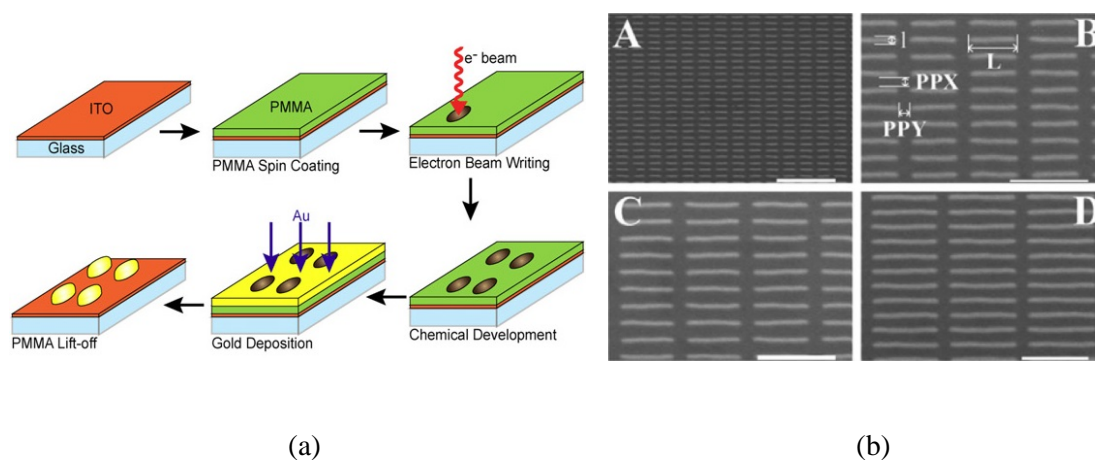 ITO
Glass
PMMA
PMMA Spin Coating
e⁻ beam
Electron Beam Writing
Au
PMMA Lift-off
Gold Deposition
Chemical Development
A
B
l
L
PPX
PPY
C
D
(a)
(b)